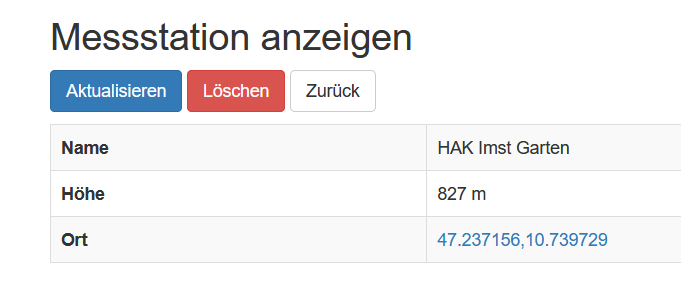 Messstation anzeigen
Aktualisieren Löschen Zurück
Name HAK Imst Garten
Höhe 827 m
Ort 47.237156,10.739729